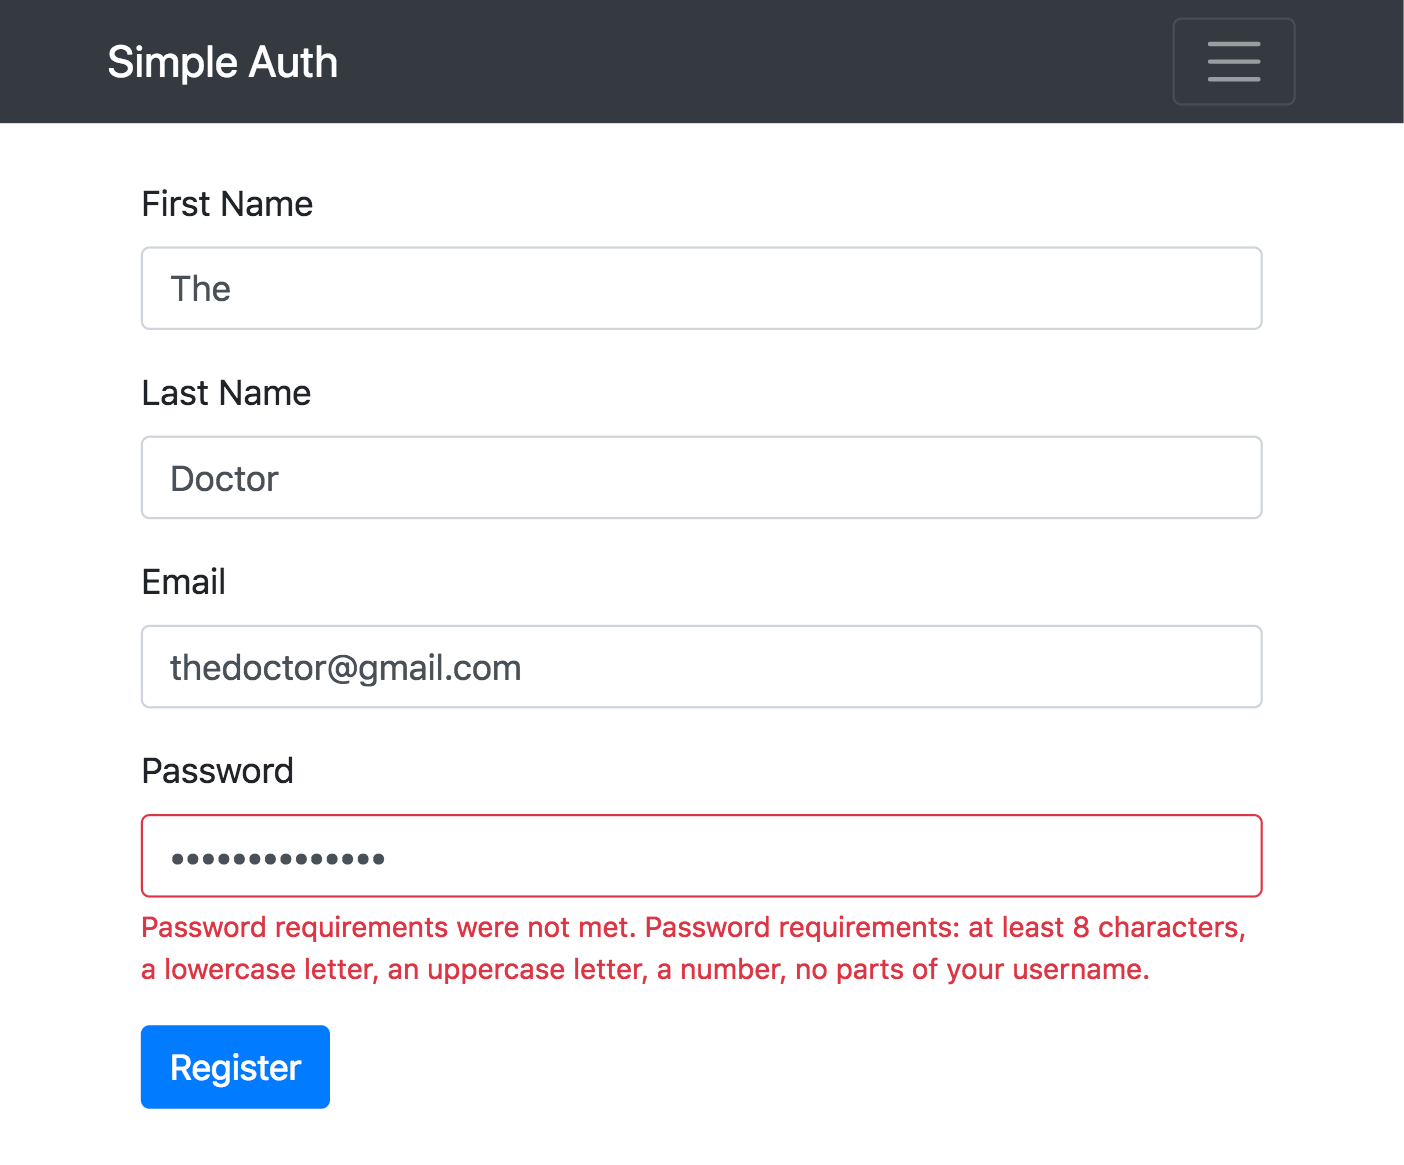 Simple Auth
First Name
The
Last Name
Doctor
Email
thedoctor@gmail.com
Password
••••••••••••••
Password requirements were not met. Password requirements: at least 8 characters,
a lowercase letter, an uppercase letter, a number, no parts of your username.
Register